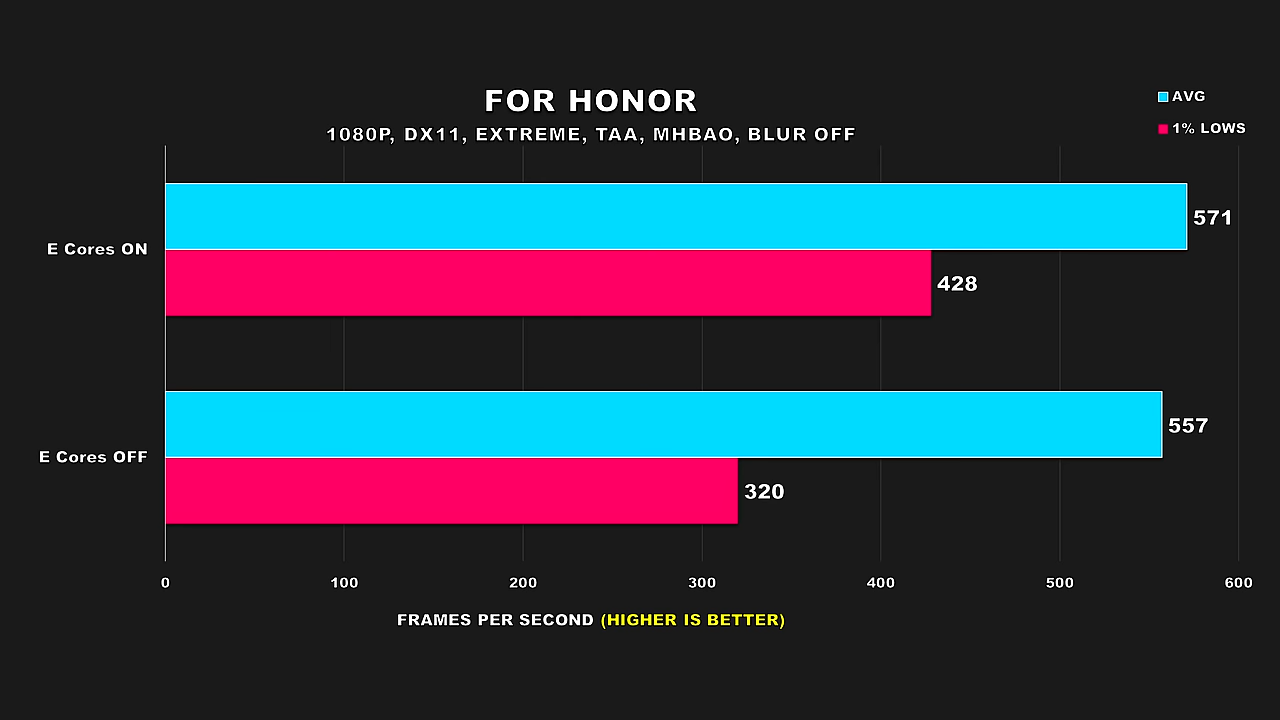 FOR HONOR
1080P, DX11, EXTREME, TAA, MHBAO, BLUR OFF
AVG
1% LOWS
E Cores ON
571
428
E Cores OFF
557
320
0 100 200 300 400 500 600
FRAMES PER SECOND (HIGHER IS BETTER)